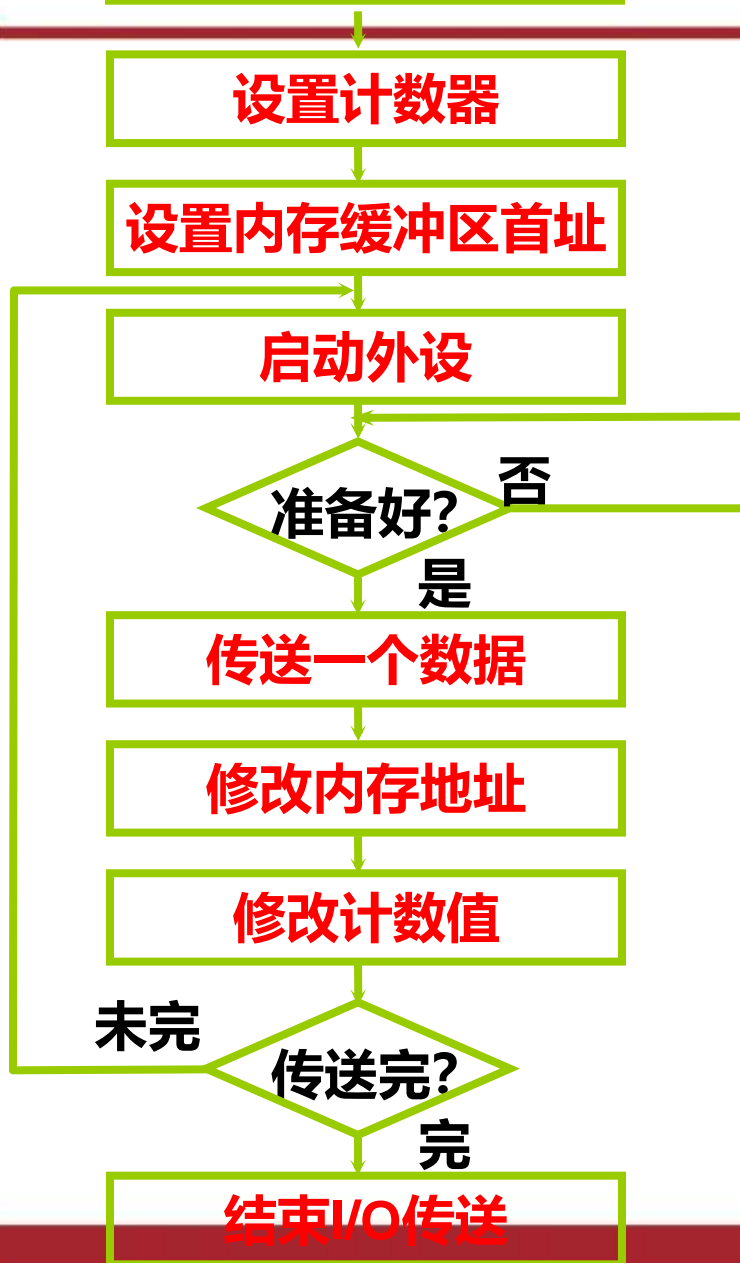 设置计数器
设置内存缓冲区首址
启动外设
否
准备好?
是
传送一个数据
修改内存地址
修改计数值
未完
传送完?
完
结束I/O传送